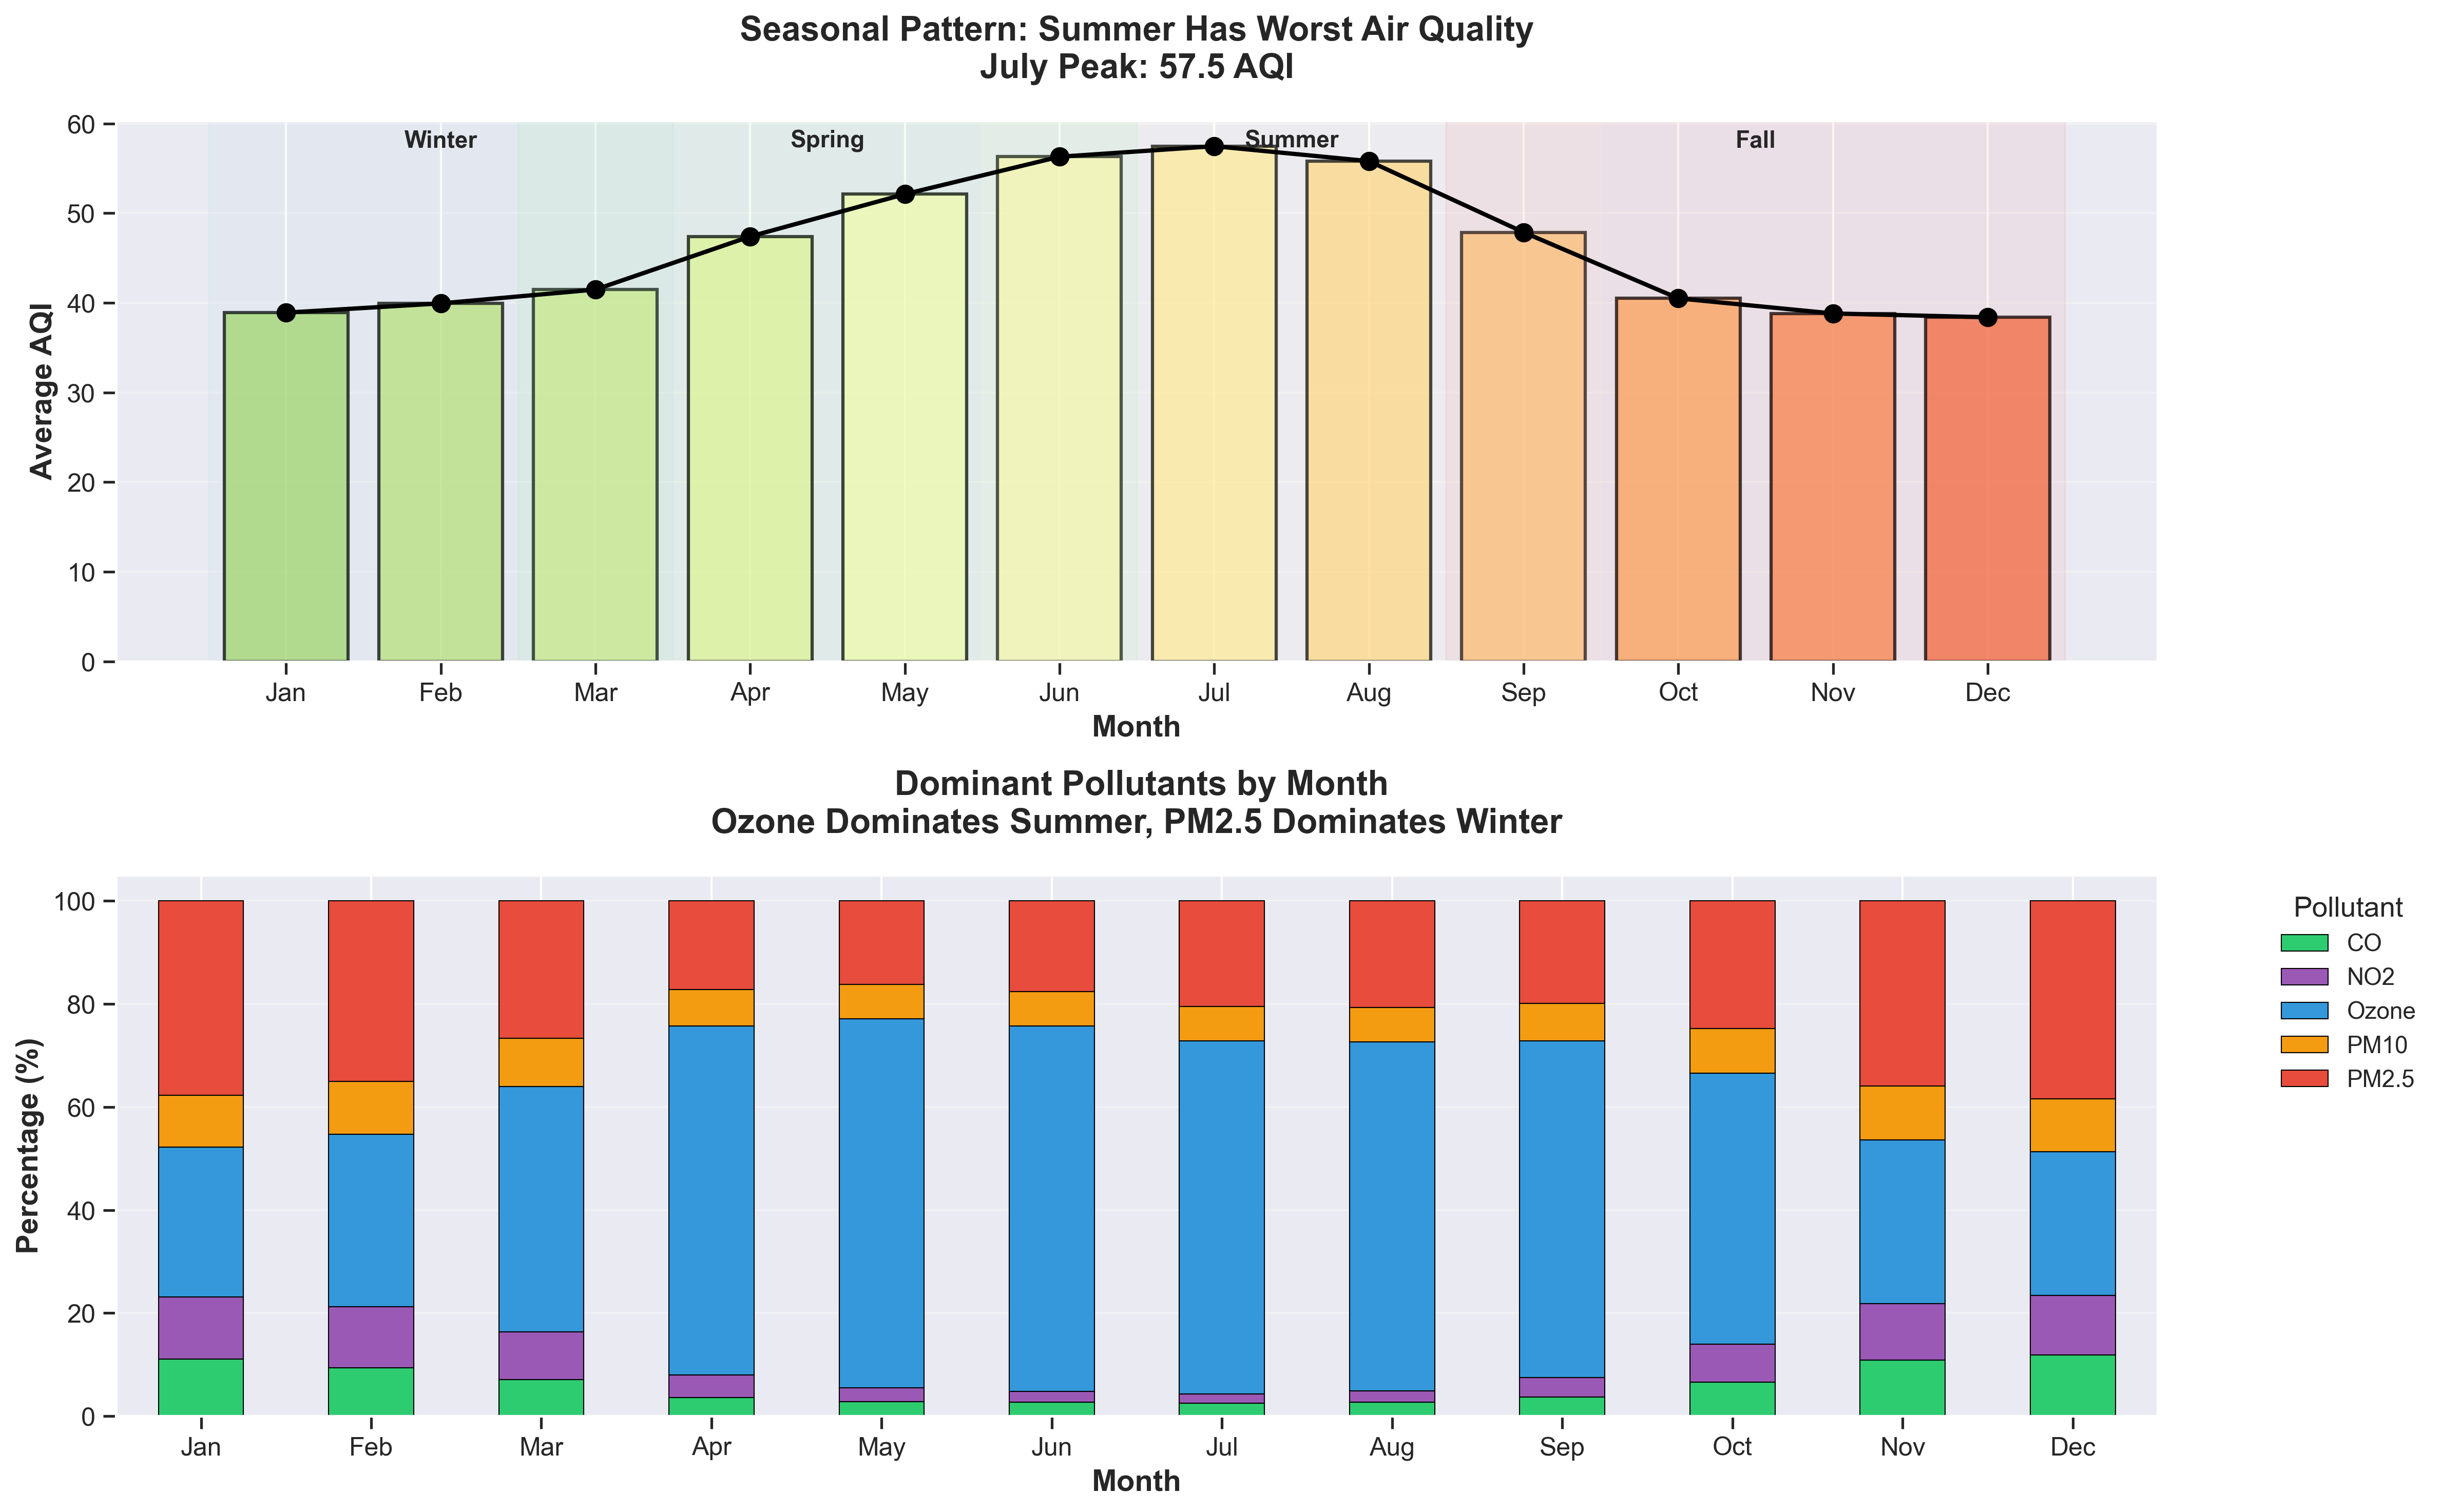 Seasonal Pattern: Summer Has Worst Air Quality
July Peak: 57.5 AQI
60
50
40
30
20
10
0
Average AQI
Winter
Spring
Summer
Fall
Jan
Feb
Mar
Apr
May
Jun
Jul
Aug
Sep
Oct
Nov
Dec
Month
Dominant Pollutants by Month
Ozone Dominates Summer, PM2.5 Dominates Winter
100
80
60
40
20
0
Percentage (%)
Jan
Feb
Mar
Apr
May
Jun
Jul
Aug
Sep
Oct
Nov
Dec
Month
Pollutant
CO
NO2
Ozone
PM10
PM2.5